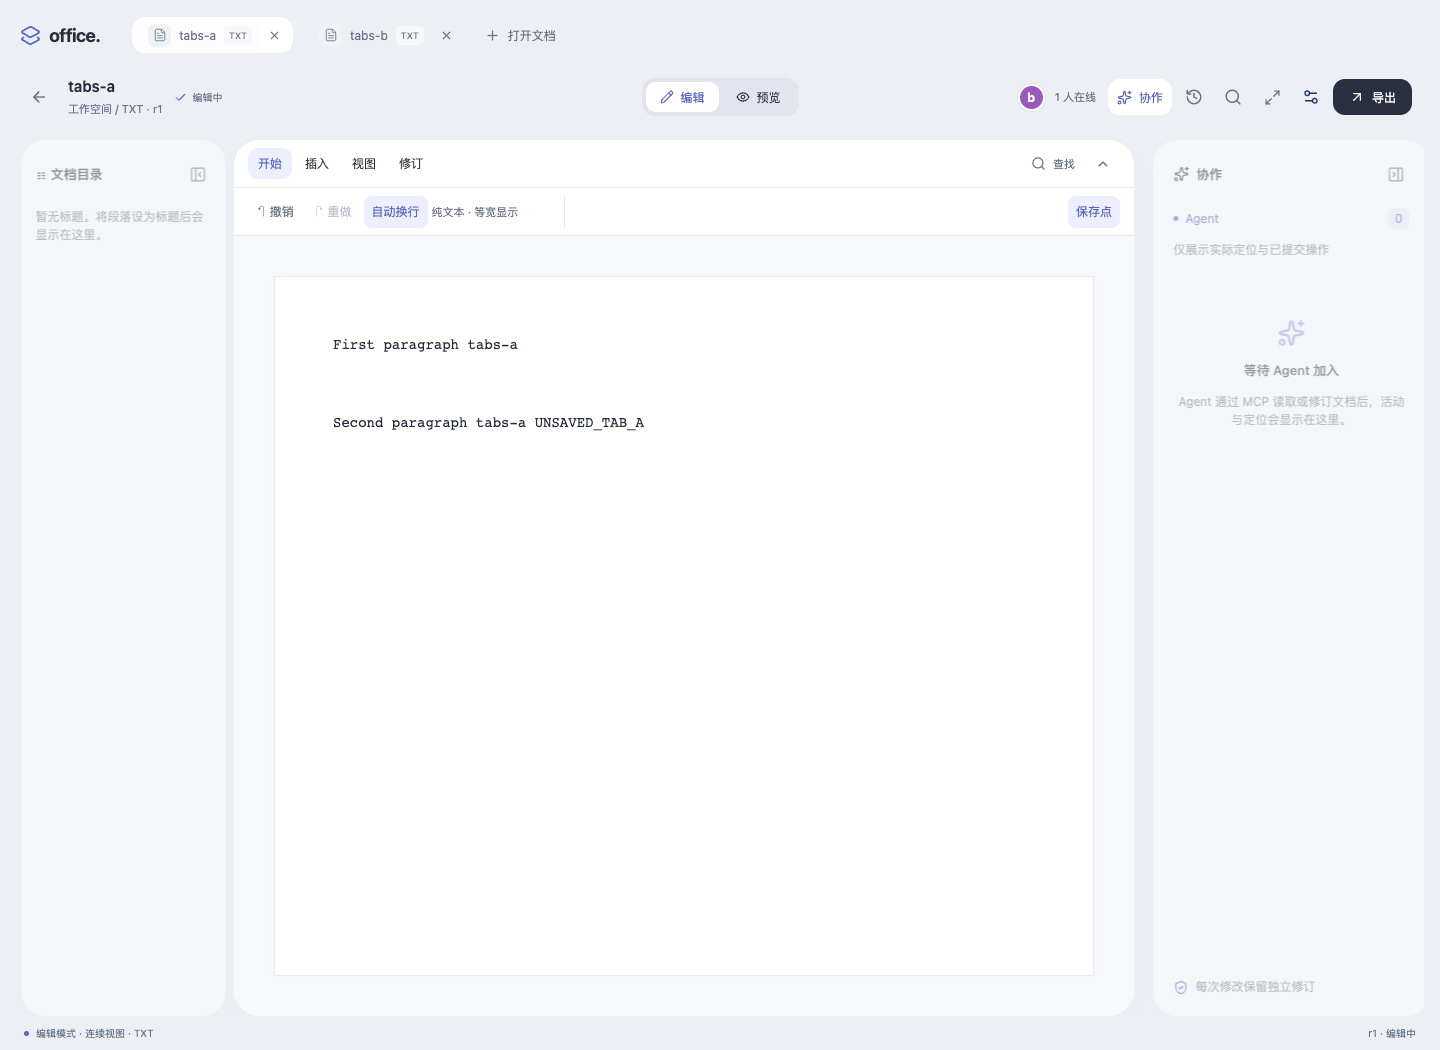 office.
tabs-a TXT
tabs-b TXT
打开文档
tabs-a
工作空间 / TXT · r1
编辑中
编辑
预览
b
1 人在线
协作
导出
文档目录
暂无标题。将段落设为标题后会
显示在这里。
开始
插入
视图
修订
查找
撤销
重做
自动换行
纯文本 · 等宽显示
保存点
First paragraph tabs-a
Second paragraph tabs-a UNSAVED_TAB_A
协作
Agent
0
仅展示实际定位与已提交操作
等待 Agent 加入
Agent 通过 MCP 读取或修订文档后，活动
与定位会显示在这里。
每次修改保留独立修订
编辑模式 · 连续视图 · TXT
r1 · 编辑中